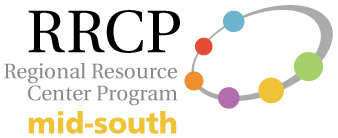 RRCP
Regional Resource
Center Program
mid-south